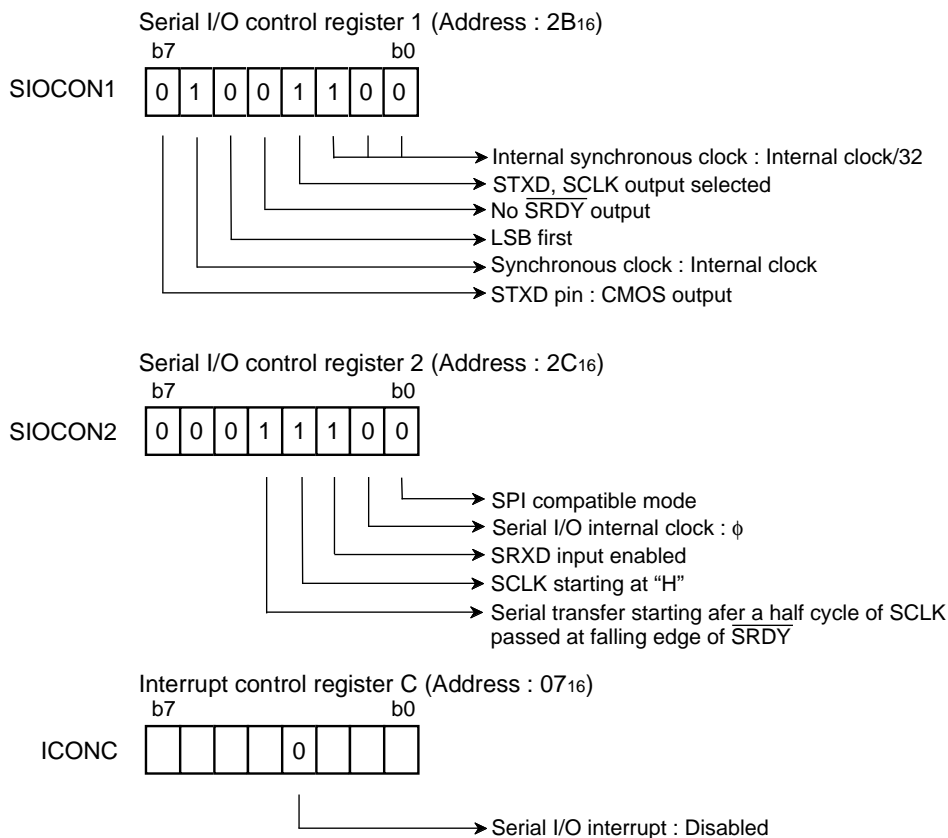 Serial I/O control register 1 (Address : 2B16)
b7 b0
SIOCON1 0 1 0 0 1 1 0 0
Internal synchronous clock : Internal clock/32
STXD, SCLK output selected
No SRDY output
LSB first
Synchronous clock : Internal clock
STXD pin : CMOS output
Serial I/O control register 2 (Address : 2C16)
b7 b0
SIOCON2 0 0 0 1 1 1 0 0
SPI compatible mode
Serial I/O internal clock : ϕ
SRXD input enabled
SCLK starting at “H”
Serial transfer starting afer a half cycle of SCLK
passed at falling edge of SRDY
Interrupt control register C (Address : 0716)
b7 b0
ICONC 0
Serial I/O interrupt : Disabled